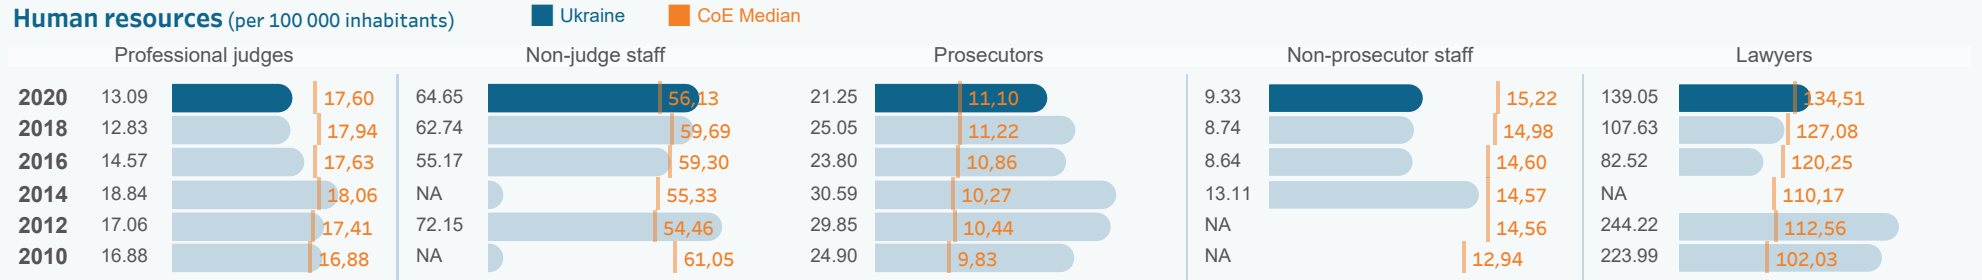 Human resources (per 100 000 inhabitants) Ukraine CoE Median
Professional judges Non-judge staff Prosecutors Non-prosecutor staff Lawyers
2020 13.09 17,60 64.65 56,13 21.25 11,10 9.33 15,22 139.05 134,51
2018 12.83 17,94 62.74 59,69 25.05 11,22 8.74 14,98 107.63 127,08
2016 14.57 17,63 55.17 59,30 23.80 10,86 8.64 14,60 82.52 120,25
2014 18.84 18,06 NA 55,33 30.59 10,27 13.11 14,57 NA 110,17
2012 17.06 17,41 72.15 54,46 29.85 10,44 NA 14,56 244.22 112,56
2010 16.88 16,88 NA 61,05 24.90 9,83 NA 12,94 223.99 102,03